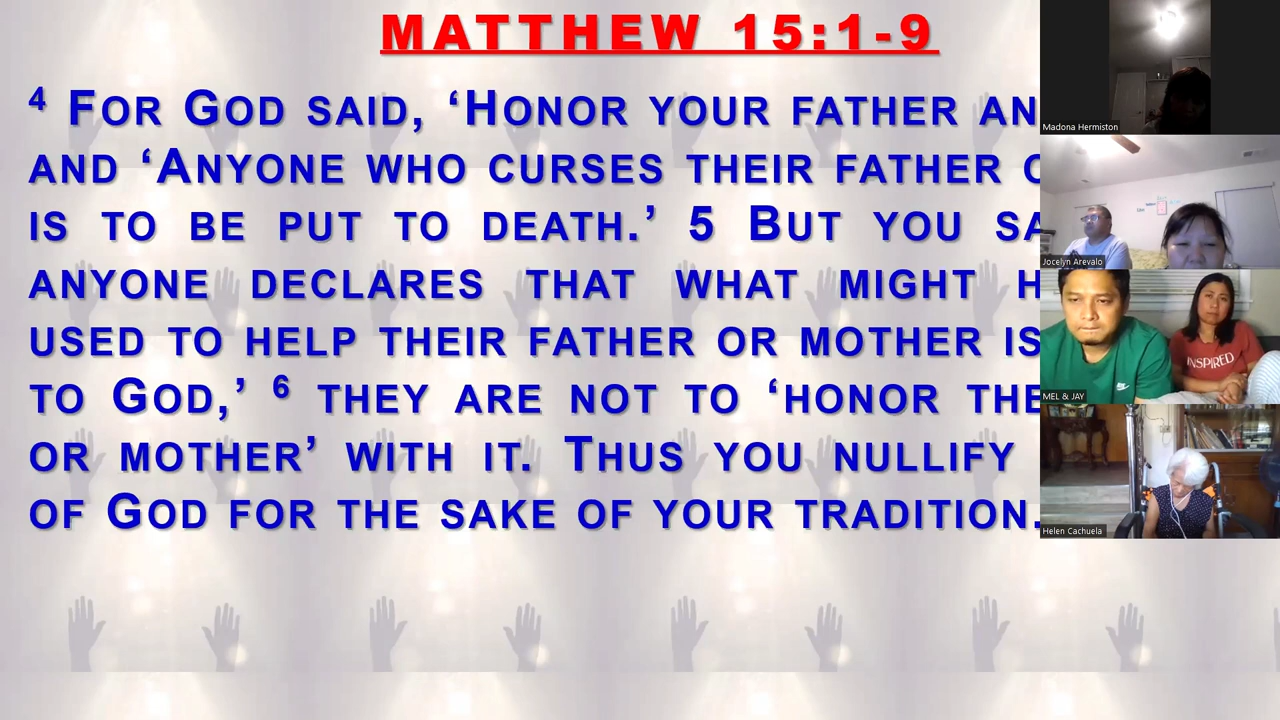 MATTHEW 15:1-9
4 FOR GOD SAID, ‘HONOR YOUR FATHER AN
AND ‘ANYONE WHO CURSES THEIR FATHER
IS TO BE PUT TO DEATH.’ 5 BUT YOU SA
ANYONE DECLARES THAT WHAT MIGHT H
USED TO HELP THEIR FATHER OR MOTHER IS
TO GOD,’ 6 THEY ARE NOT TO ‘HONOR THE
OR MOTHER’ WITH IT. THUS YOU NULLIFY
OF GOD FOR THE SAKE OF YOUR TRADITION.
Madona Hermiston
Jocelyn Arevalo
INSPIRED
MEL & JAY
Helen Cachuela